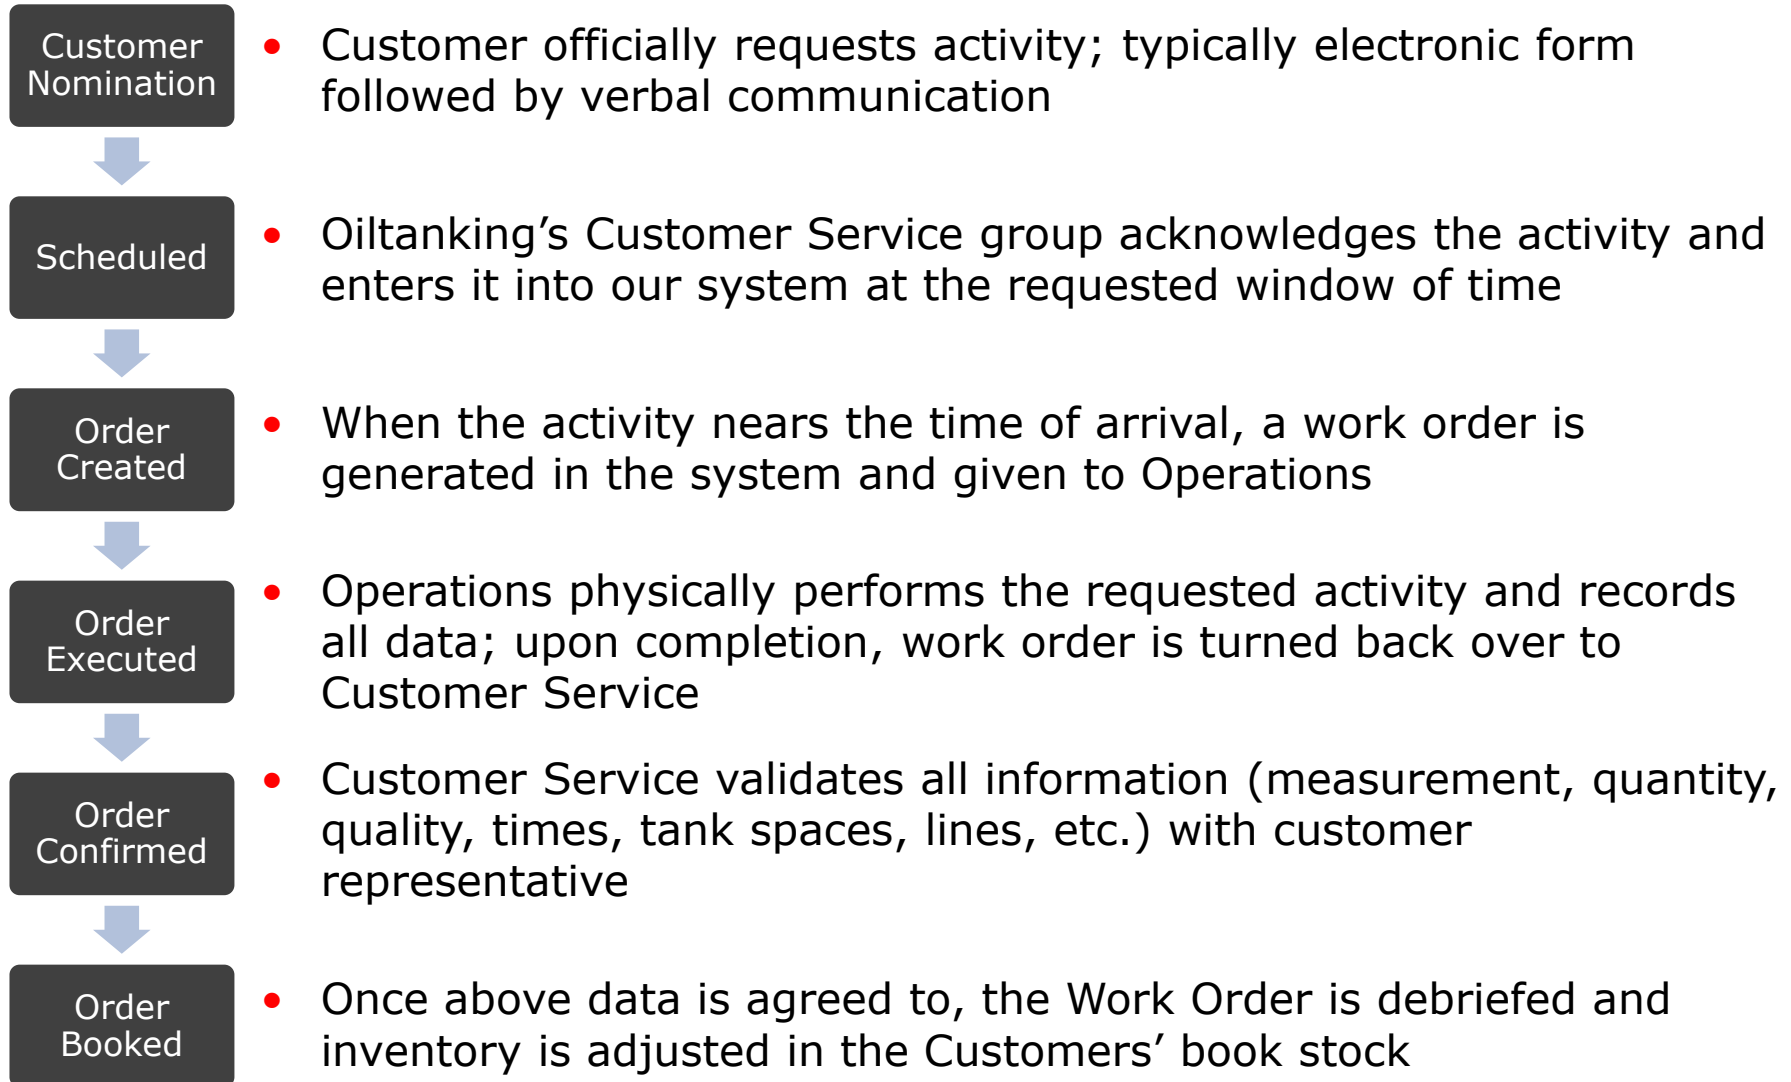 Customer
Nomination
• Customer officially requests activity; typically electronic form
followed by verbal communication
Scheduled
• Oiltanking’s Customer Service group acknowledges the activity and
enters it into our system at the requested window of time
Order
Created
• When the activity nears the time of arrival, a work order is
generated in the system and given to Operations
Order
Executed
• Operations physically performs the requested activity and records
all data; upon completion, work order is turned back over to
Customer Service
Order
Confirmed
• Customer Service validates all information (measurement, quantity,
quality, times, tank spaces, lines, etc.) with customer
representative
Order
Booked
• Once above data is agreed to, the Work Order is debriefed and
inventory is adjusted in the Customers’ book stock